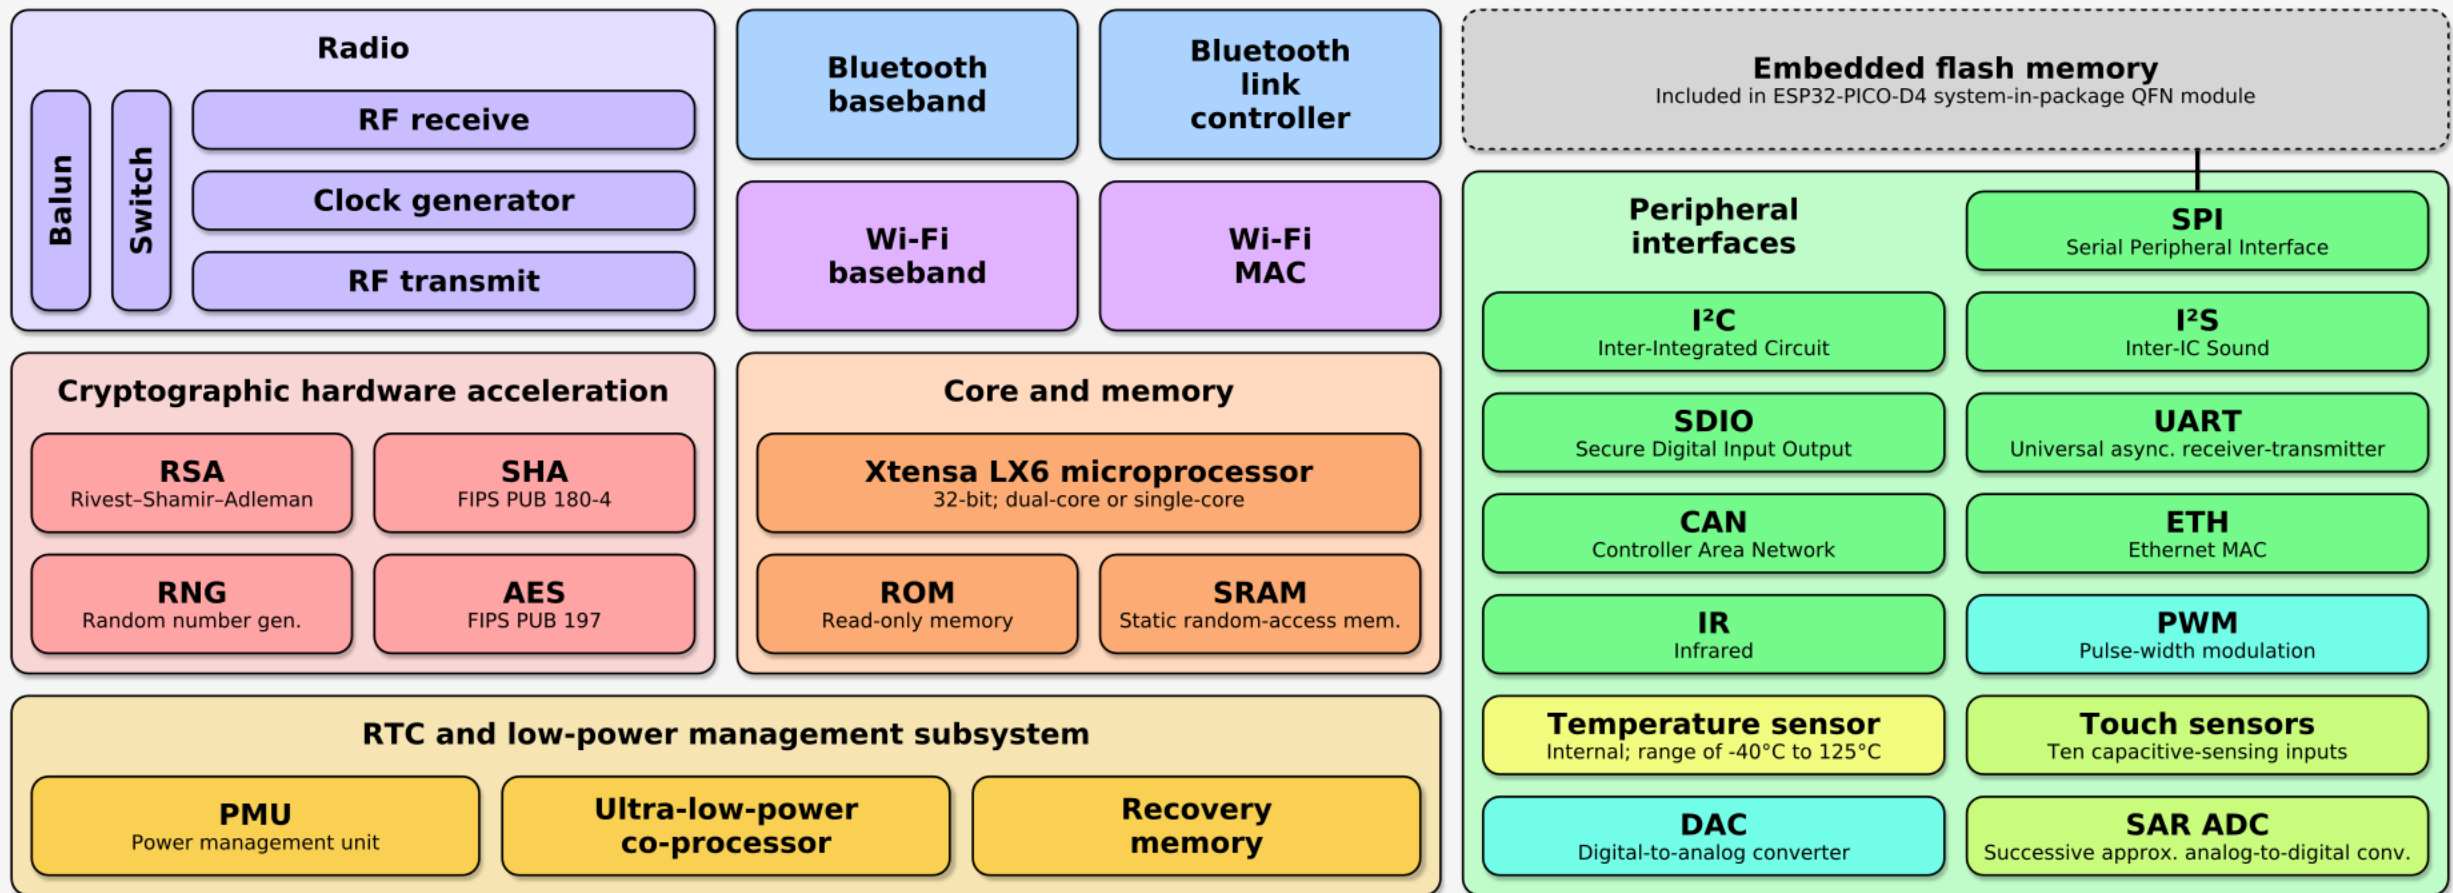 Radio
Balun
Switch
RF receive
Clock generator
RF transmit
Bluetooth
baseband
Bluetooth
link
controller
Wi-Fi
baseband
Wi-Fi
MAC
Embedded flash memory
Included in ESP32-PICO-D4 system-in-package QFN module
Cryptographic hardware acceleration
RSA
Rivest–Shamir–Adleman
SHA
FIPS PUB 180-4
RNG
Random number gen.
AES
FIPS PUB 197
Core and memory
Xtensa LX6 microprocessor
32-bit; dual-core or single-core
ROM
Read-only memory
SRAM
Static random-access mem.
RTC and low-power management subsystem
PMU
Power management unit
Ultra-low-power
co-processor
Recovery
memory
Peripheral
interfaces
SPI
Serial Peripheral Interface
I²C
Inter-Integrated Circuit
I²S
Inter-IC Sound
SDIO
Secure Digital Input Output
UART
Universal async. receiver-transmitter
CAN
Controller Area Network
ETH
Ethernet MAC
IR
Infrared
PWM
Pulse-width modulation
Temperature sensor
Internal; range of -40°C to 125°C
Touch sensors
Ten capacitive-sensing inputs
DAC
Digital-to-analog converter
SAR ADC
Successive approx. analog-to-digital conv.